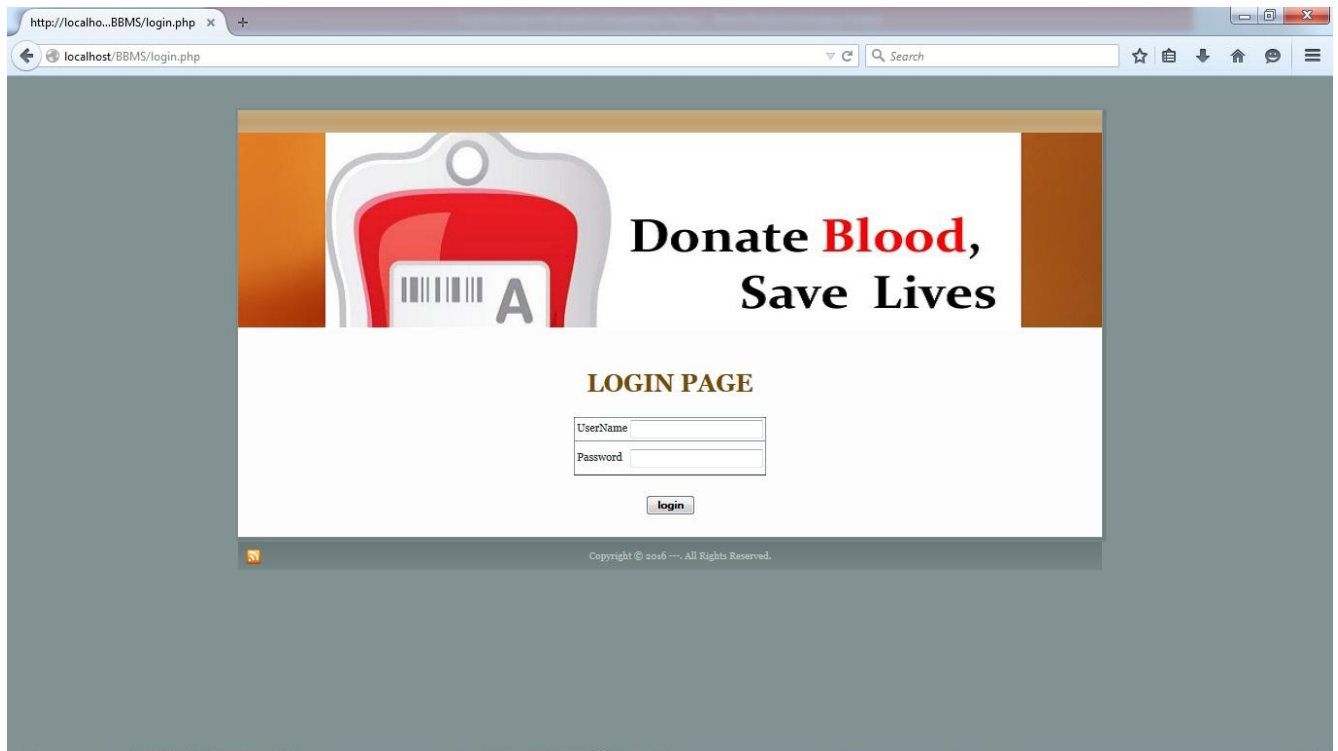 http://localho...BBMS/login.php
localhost/BBMS/login.php
Search
A
Donate Blood,
Save Lives
LOGIN PAGE
UserName
Password
login
Copyright © 2016 ---. All Rights Reserved.